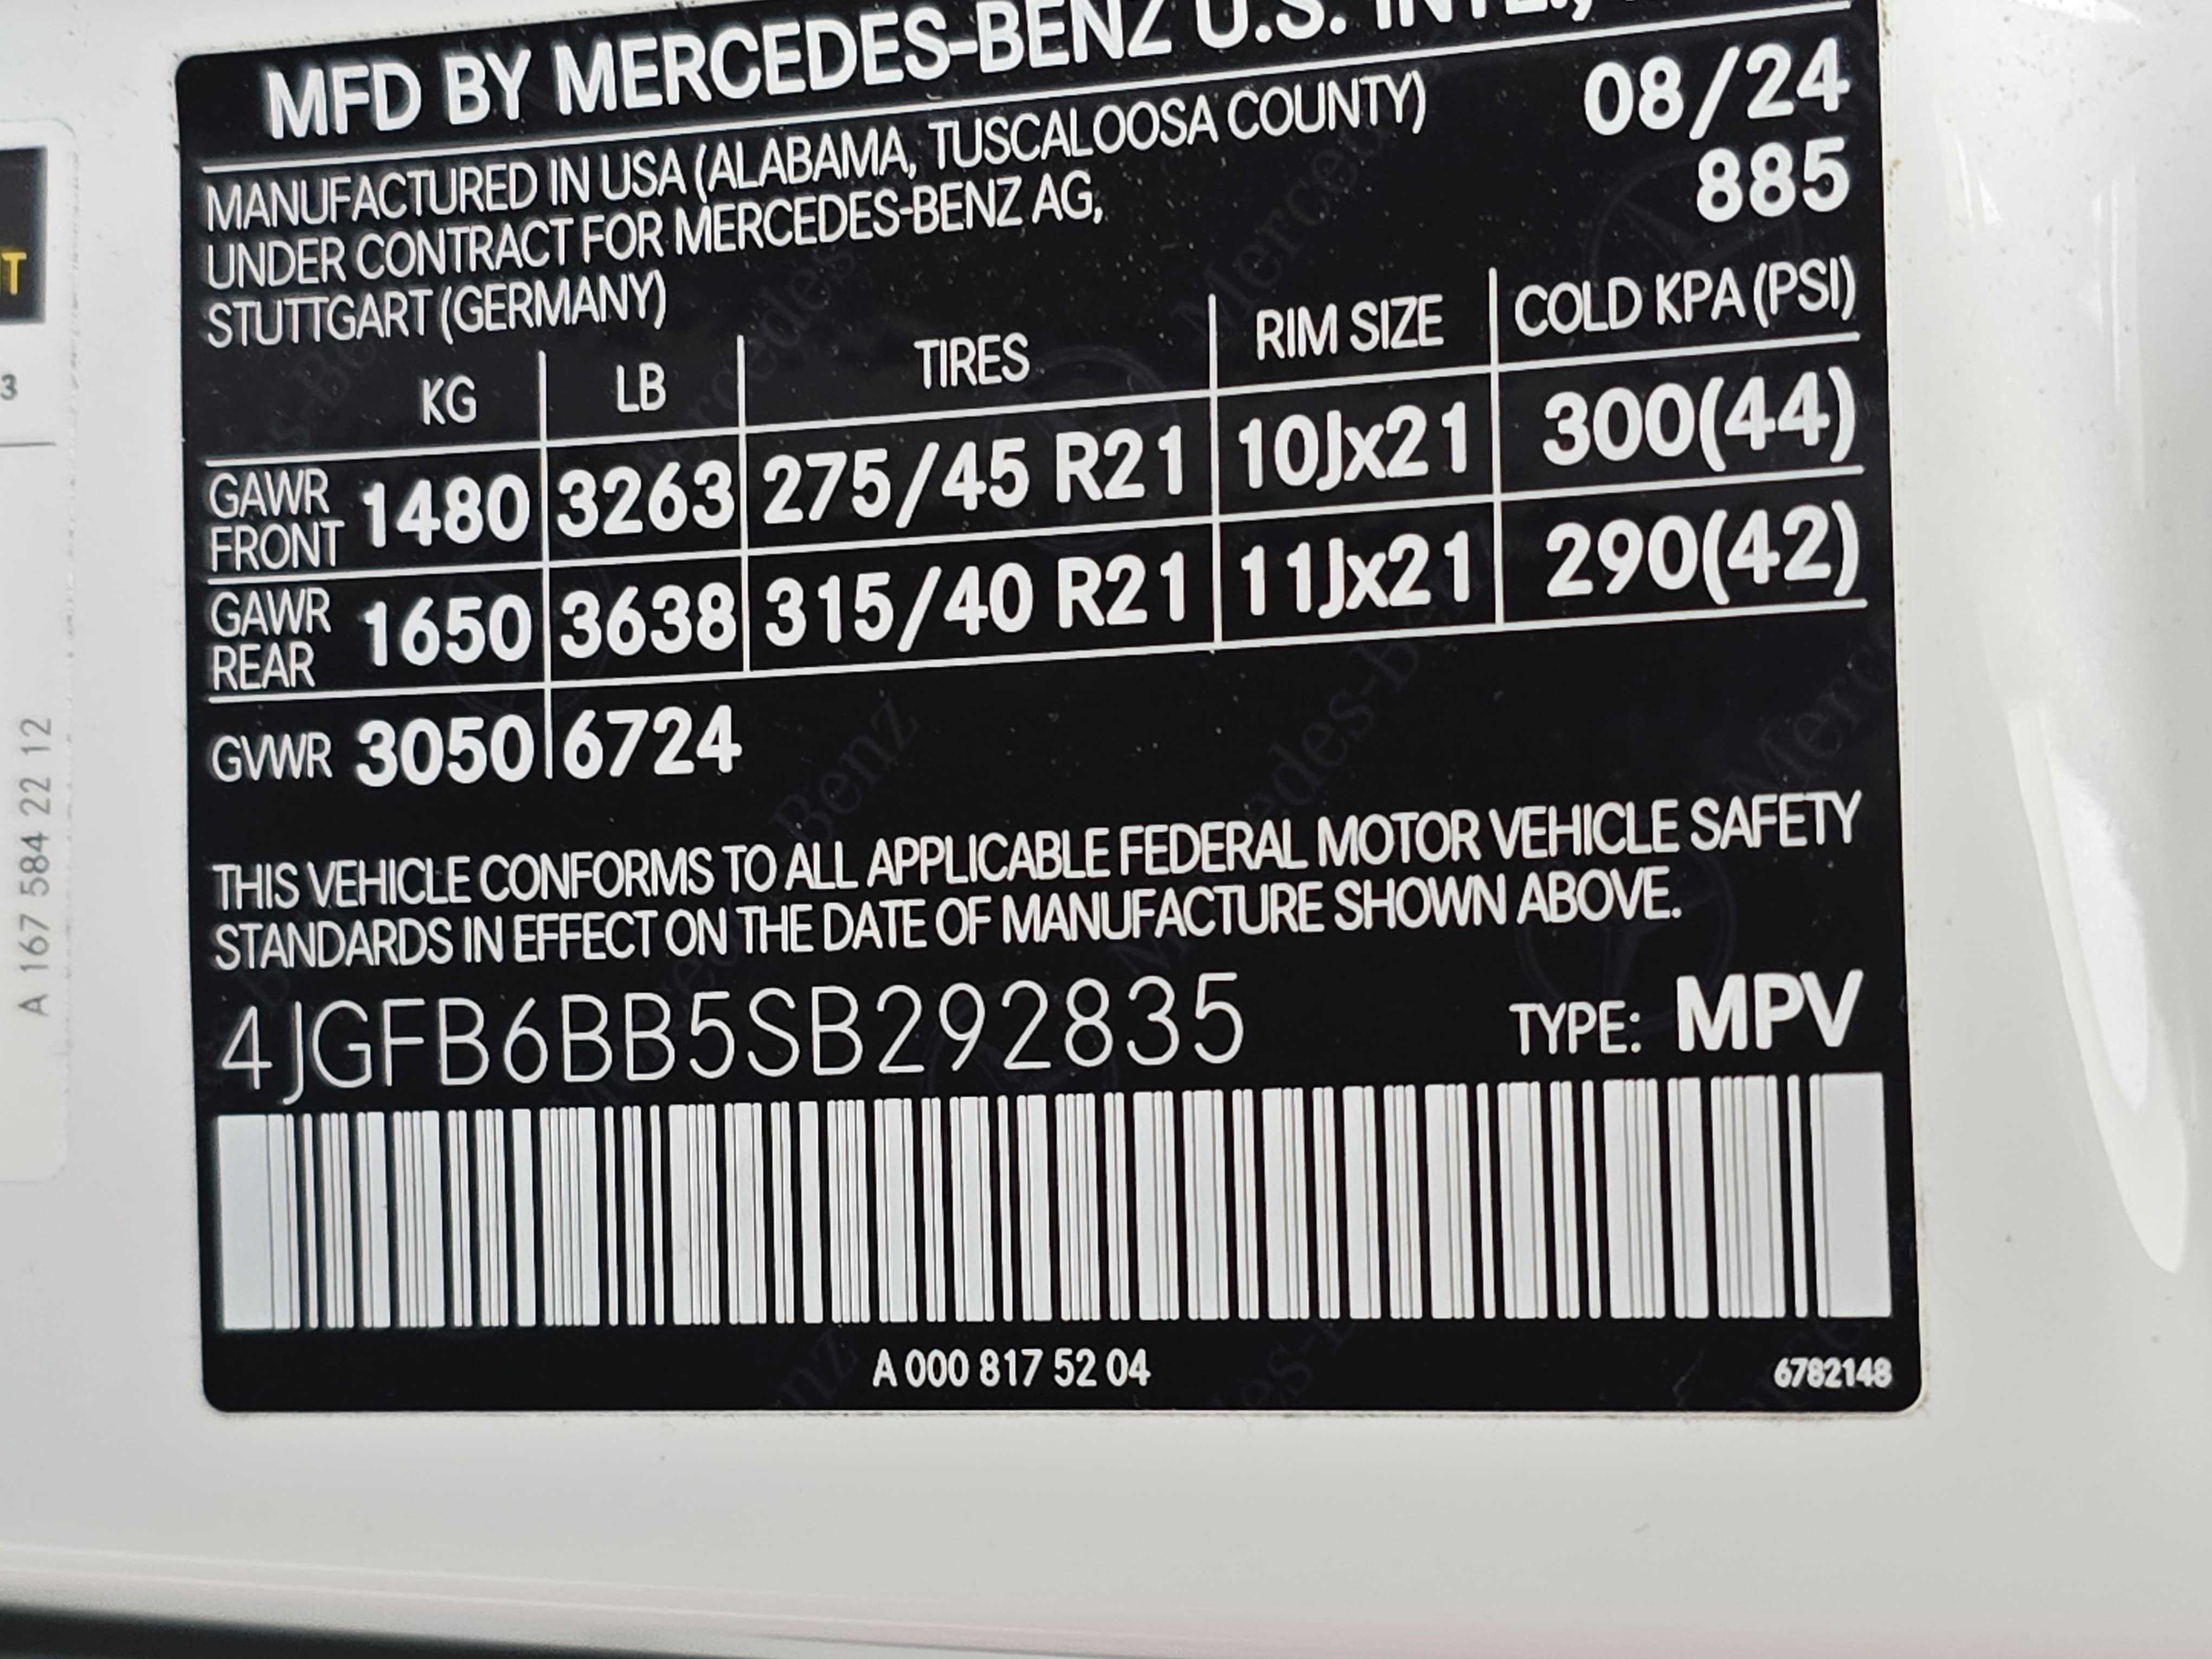 MFD BY MERCEDES-BENZ U.S. INTL.,
MANUFACTURED IN USA (ALABAMA, TUSCALOOSA COUNTY) 08/24
UNDER CONTRACT FOR MERCEDES-BENZ AG, 885
STUTTGART (GERMANY)
KG LB TIRES RIM SIZE COLD KPA (PSI)
GAWR FRONT 1480 3263 275/45 R21 10Jx21 300(44)
GAWR REAR 1650 3638 315/40 R21 11Jx21 290(42)
GVWR 3050 6724
THIS VEHICLE CONFORMS TO ALL APPLICABLE FEDERAL MOTOR VEHICLE SAFETY
STANDARDS IN EFFECT ON THE DATE OF MANUFACTURE SHOWN ABOVE.
4JGFB6BB5SB292835 TYPE: MPV
A 000 817 52 04 6782148
A 167 584 22 12
T
3